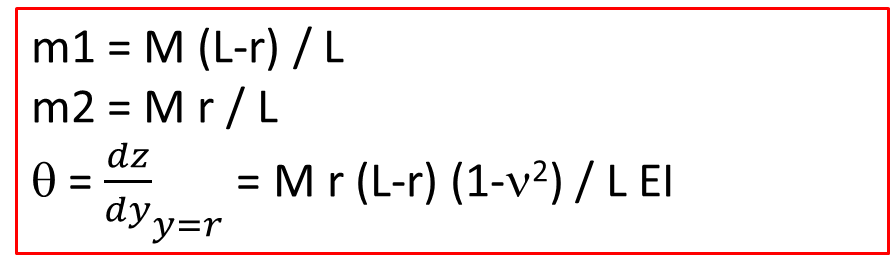 m1 = M (L-r) / L
m2 = M r / L
θ = dz/dy y=r = M r (L-r) (1-ν²) / L EI